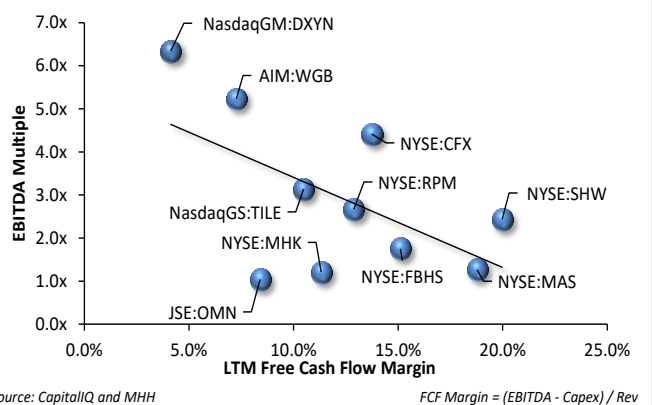 7.0x
NasdaqGM:DXYN
6.0x
AIM:WGB
5.0x
NYSE:CFX
4.0x
NYSE:RPM
3.0x
NYSE:SHW
NasdaqGS:TILE
2.0x
NYSE:MHK
NYSE:FBHS
NYSE:MAS
1.0x
JSE:OMN
0.0x
EBITDA Multiple
0.0% 5.0% 10.0% 15.0% 20.0% 25.0%
LTM Free Cash Flow Margin
ource: CapitalIQ and MHH
FCF Margin = (EBITDA - Capex) / Rev